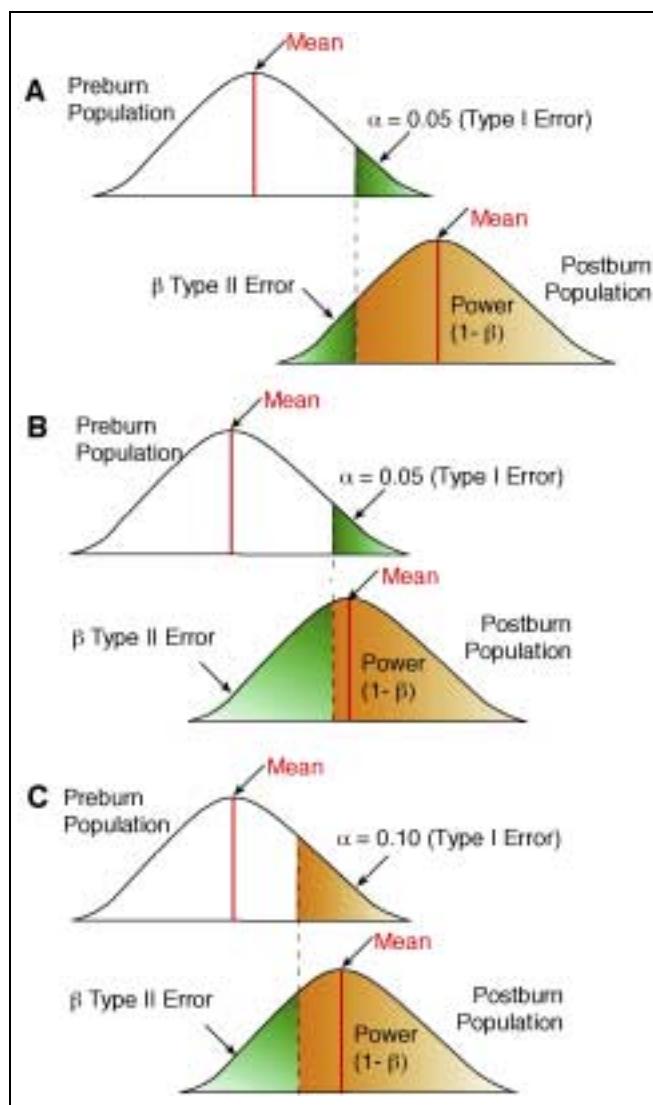 Mean
A
Preburn
Population
α = 0.05 (Type I Error)
Mean
β Type II Error
Postburn
Population
Power
(1- β)
Mean
B
Preburn
Population
α = 0.05 (Type I Error)
Mean
β Type II Error
Postburn
Population
Power
(1- β)
Mean
C
Preburn
Population
α = 0.10 (Type I Error)
Mean
β Type II Error
Postburn
Population
Power
(1- β)